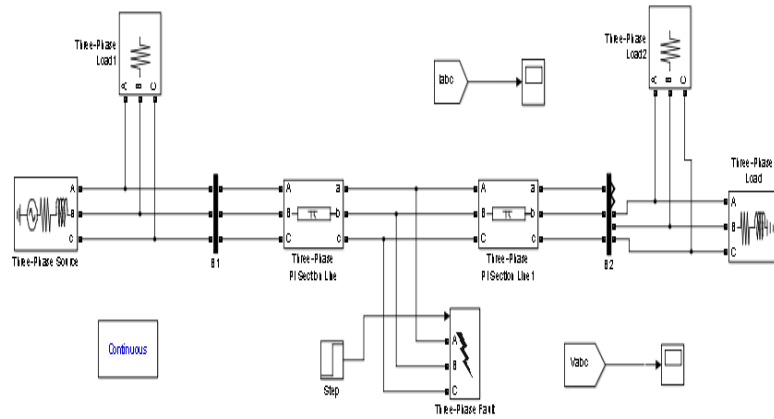 Three-Phase
Load1
A B C
Three-Phase
Load2
A B C
Iabc
Three-Phase
Load
A
B
C
A
B
C
Three-Phase Source
B1
A a
B b
C c
Three-Phase
PI Section Line
A a
B b
C c
Three-Phase
PI Section Line 1
B2
Continuous
Step
A
B
C
Three-Phase Fault
Vabc